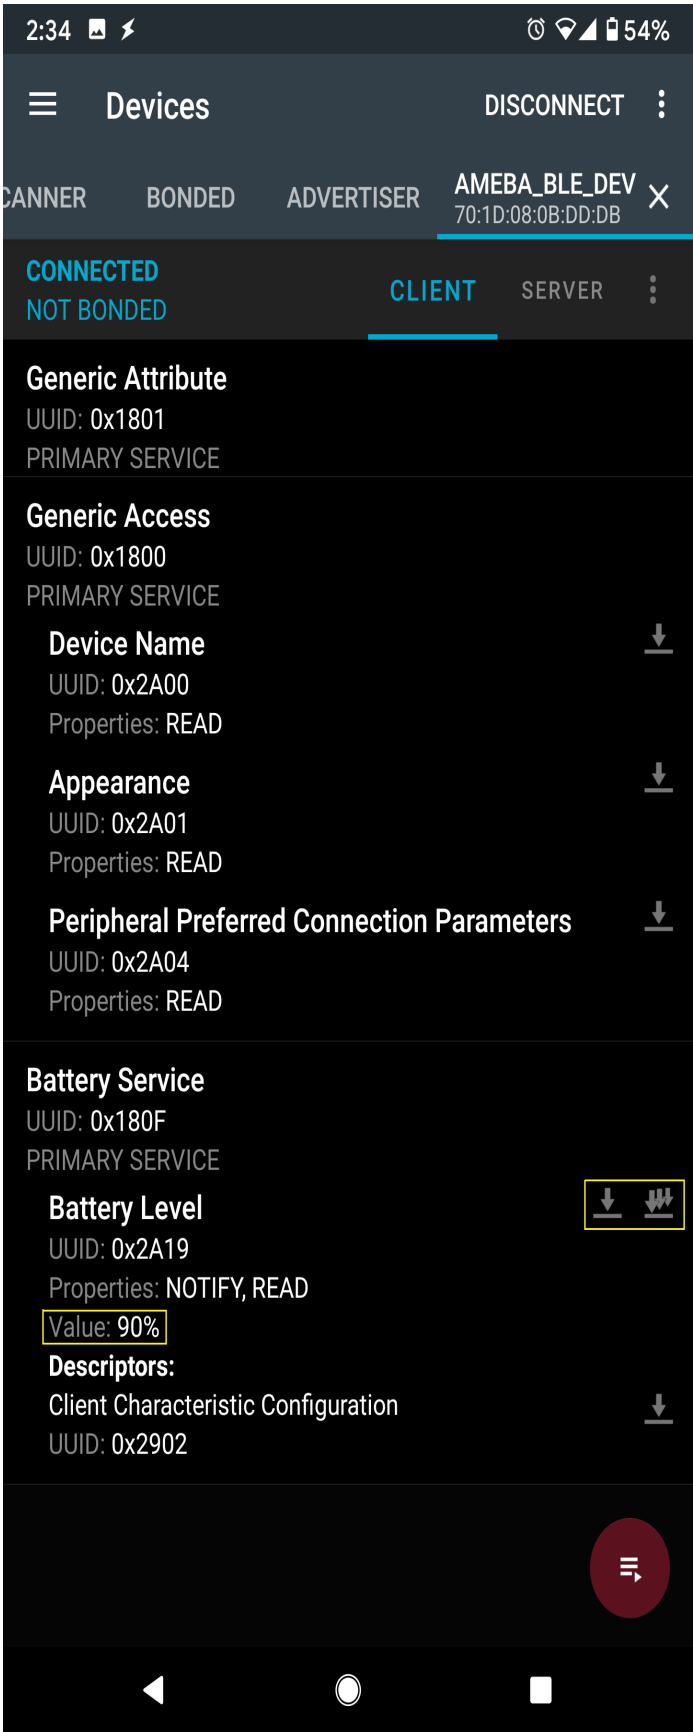 2:34 54%
Devices DISCONNECT
CANNER BONDED ADVERTISER AMEBA_BLE_DEV
70:1D:08:0B:DD:DB
CONNECTED
NOT BONDED
CLIENT SERVER
Generic Attribute
UUID: 0x1801
PRIMARY SERVICE
Generic Access
UUID: 0x1800
PRIMARY SERVICE
Device Name
UUID: 0x2A00
Properties: READ
Appearance
UUID: 0x2A01
Properties: READ
Peripheral Preferred Connection Parameters
UUID: 0x2A04
Properties: READ
Battery Service
UUID: 0x180F
PRIMARY SERVICE
Battery Level
UUID: 0x2A19
Properties: NOTIFY, READ
Value: 90%
Descriptors:
Client Characteristic Configuration
UUID: 0x2902